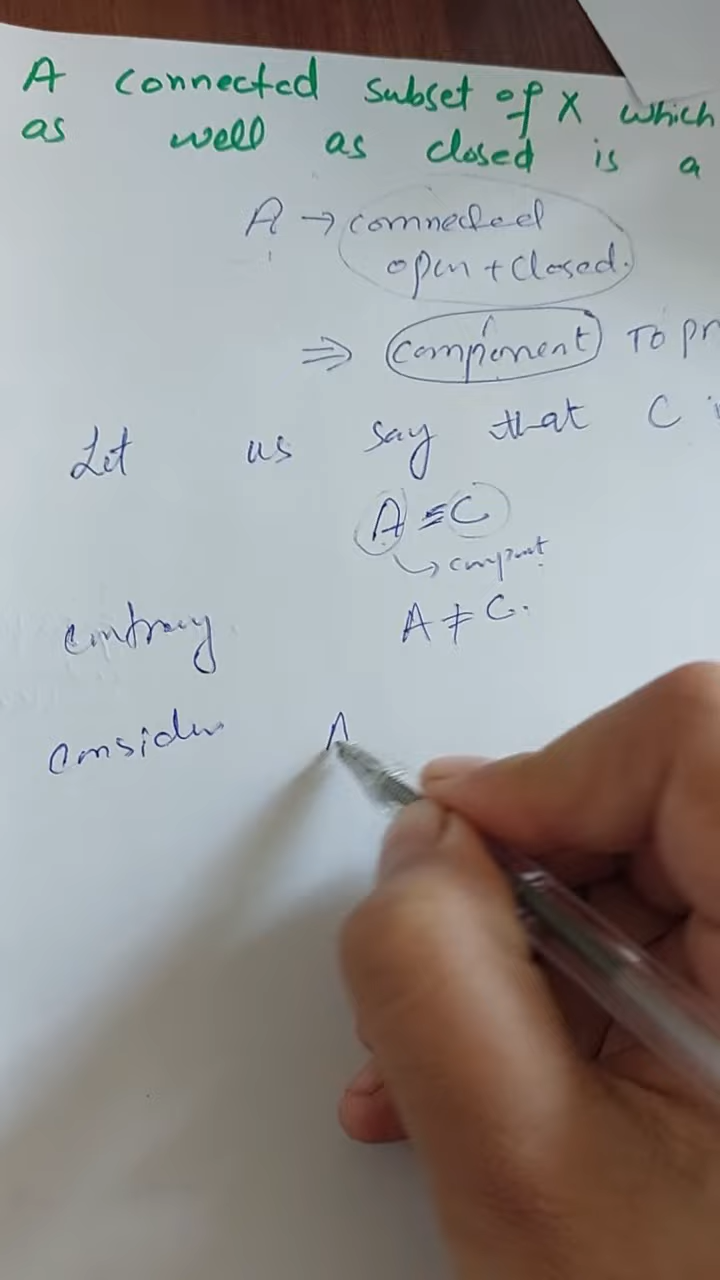 A connected subset of X which
as well as closed is a
A → connected
open + closed.
⇒ component To pr
Let us say that C i
A = C
A ≠ C.
contrary
consider A